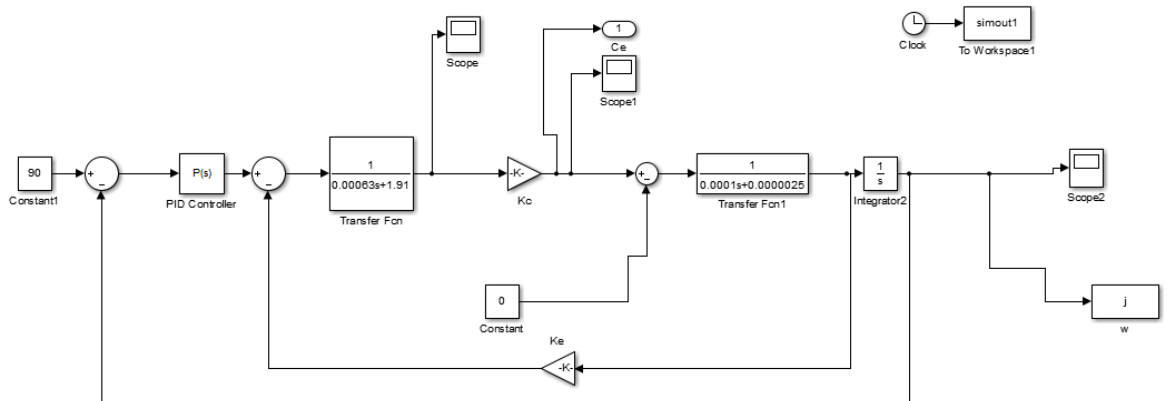 simout1
Clock
To Workspace1
Scope
1
Ce
Scope1
90
Constant1
+
−
P(s)
PID Controller
+
−
1
0.00063s+1.91
Transfer Fcn
-K-
Kc
+
−
1
0.0001s+0.0000025
Transfer Fcn1
1
s
Integrator2
Scope2
0
Constant
j
w
Ke
-K-